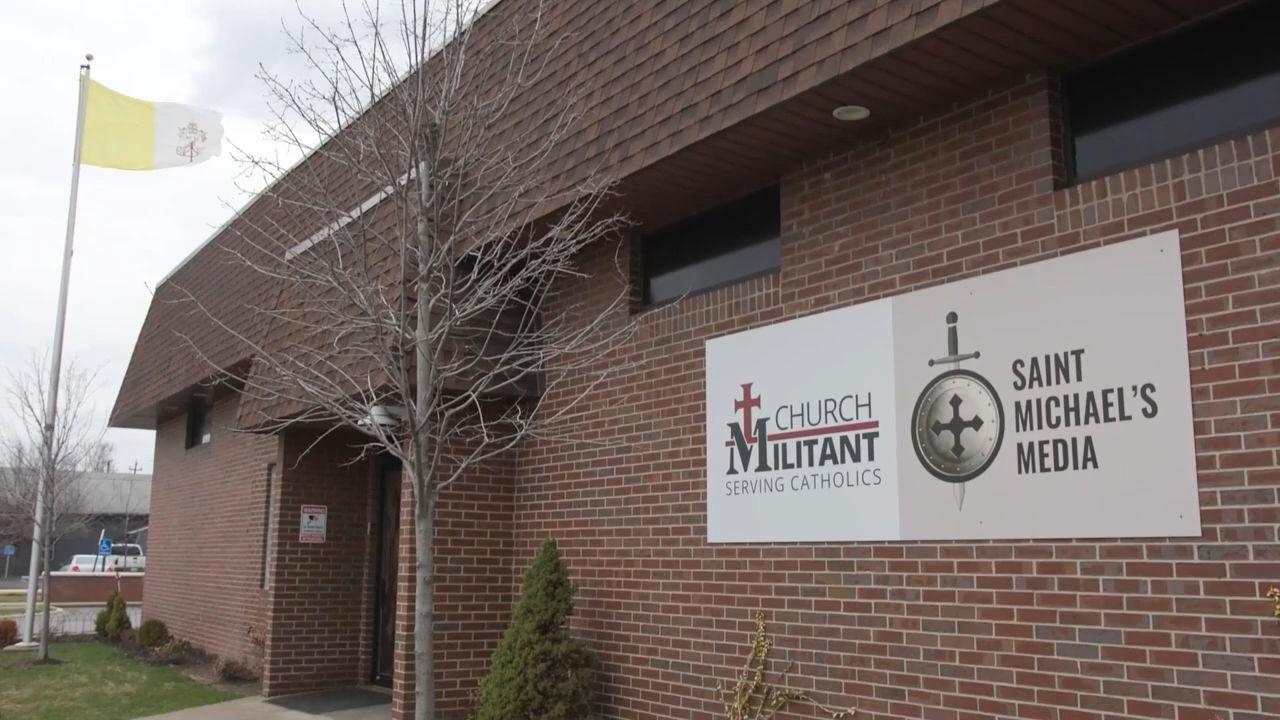 CHURCH
MILITANT
SERVING CATHOLICS
SAINT
MICHAEL'S
MEDIA